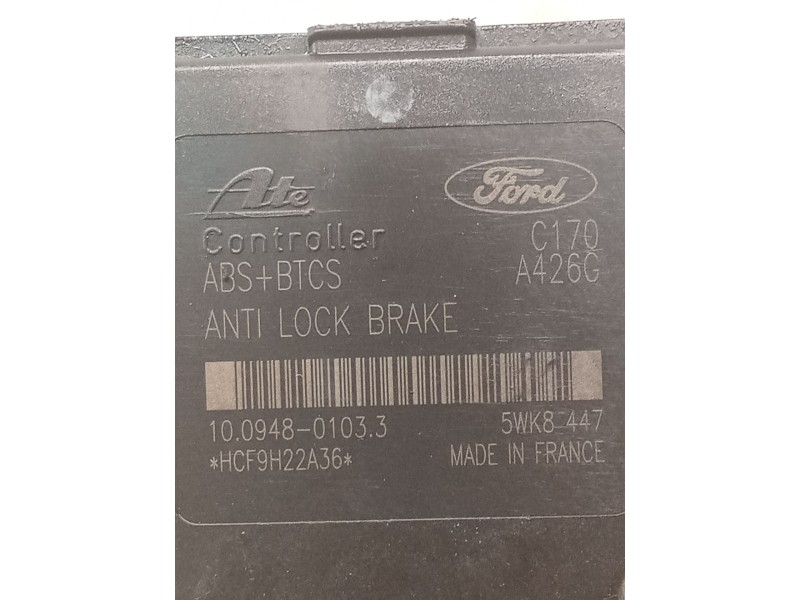 Ate
Ford
Controller
C170
ABS+BTCS
A426G
ANTI LOCK BRAKE
10.0948-0103.3
5WK8 447
*HCF9H22A36*
MADE IN FRANCE